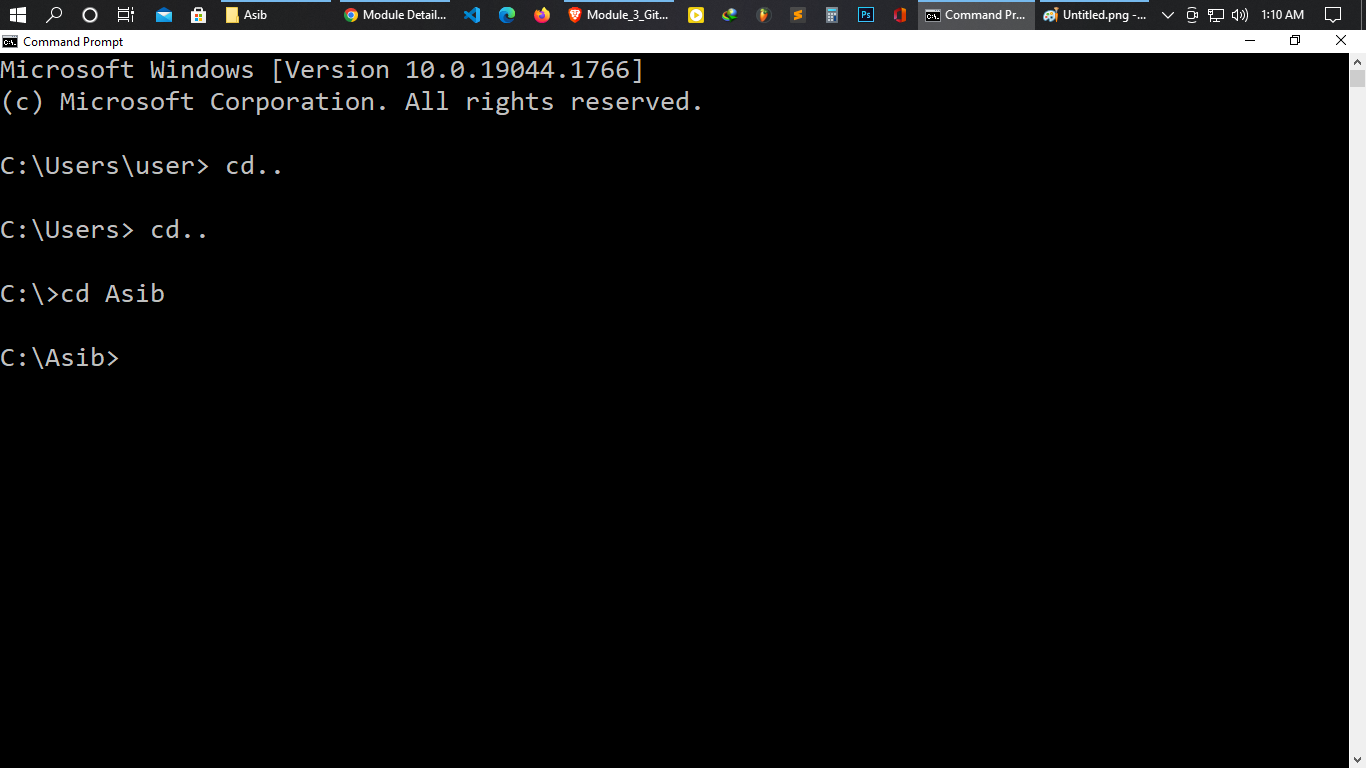 Asib
Module Detail...
Module_3_Git...
Ps
Command Pr...
Untitled.png -...
1:10 AM
Command Prompt
Microsoft Windows [Version 10.0.19044.1766]
(c) Microsoft Corporation. All rights reserved.
C:\Users\user> cd..
C:\Users> cd..
C:\>cd Asib
C:\Asib>